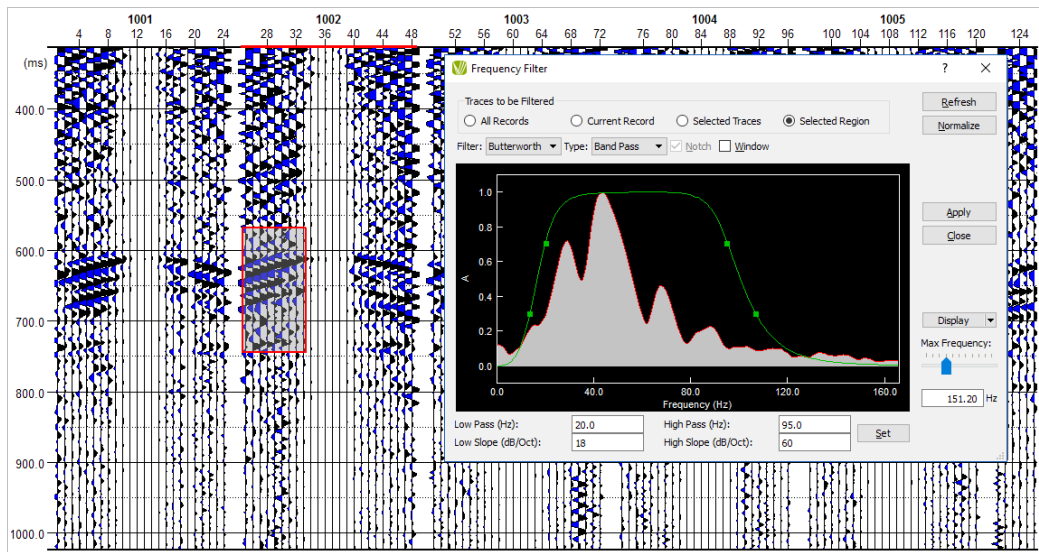 1001 1002 1003 1004 1005
4 8 12 16 20 24 28 32 36 40 44 48 52 56 60 64 68 72 76 80 84 88 92 96 100 104 108 112 116 120 124
(ms)
400.0
500.0
600.0
700.0
800.0
900.0
1000.0
Frequency Filter ? ×
Traces to be Filtered
All Records Current Record Selected Traces Selected Region
Refresh
Normalize
Filter: Butterworth Type: Band Pass Notch Window
1.0
0.8
0.6
0.4
0.2
0.0
A
0.0 40.0 80.0 120.0 160.0
Frequency (Hz)
Apply
Close
Display
Max Frequency:
151.20 Hz
Low Pass (Hz): 20.0 High Pass (Hz): 95.0
Low Slope (dB/Oct): 18 High Slope (dB/Oct): 60
Set